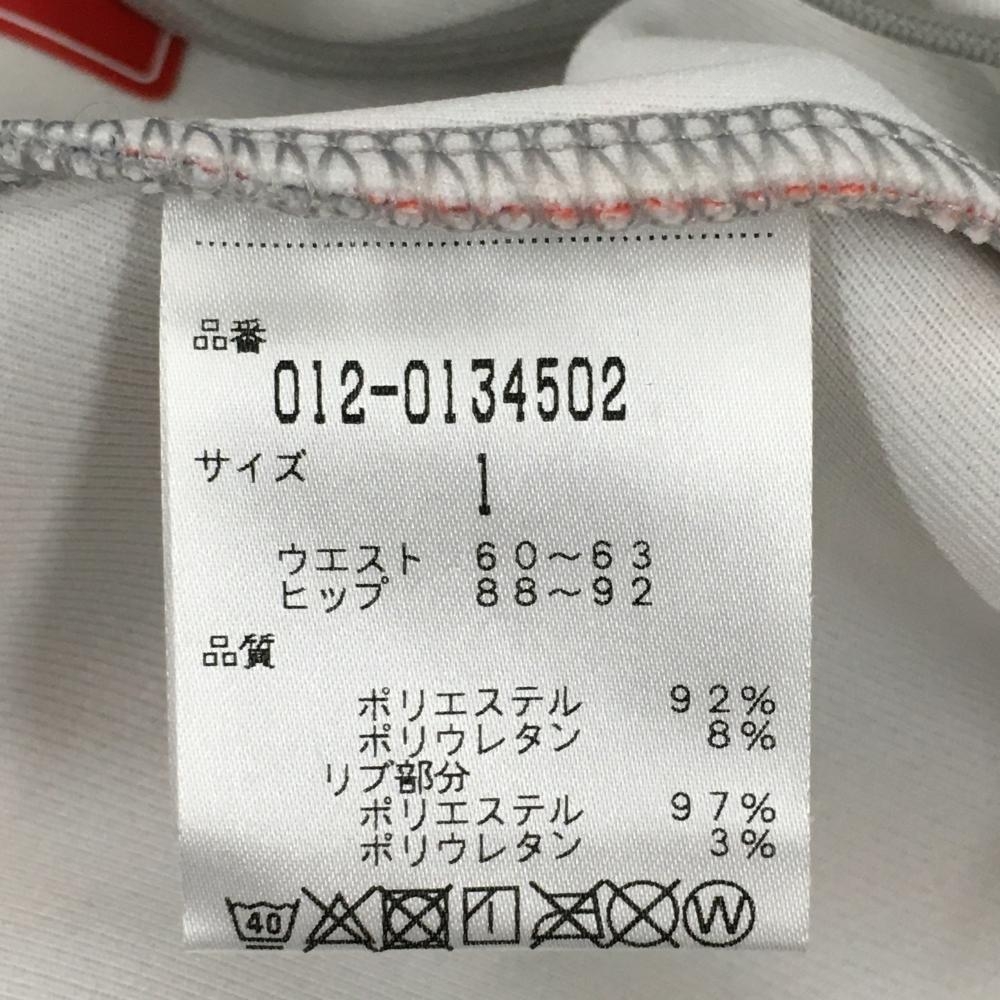 品番
012-0134502
サイズ 1
ウエスト 60～63
ヒップ 88～92
品質
ポリエステル 92%
ポリウレタン 8%
リブ部分
ポリエステル 97%
ポリウレタン 3%
40 W